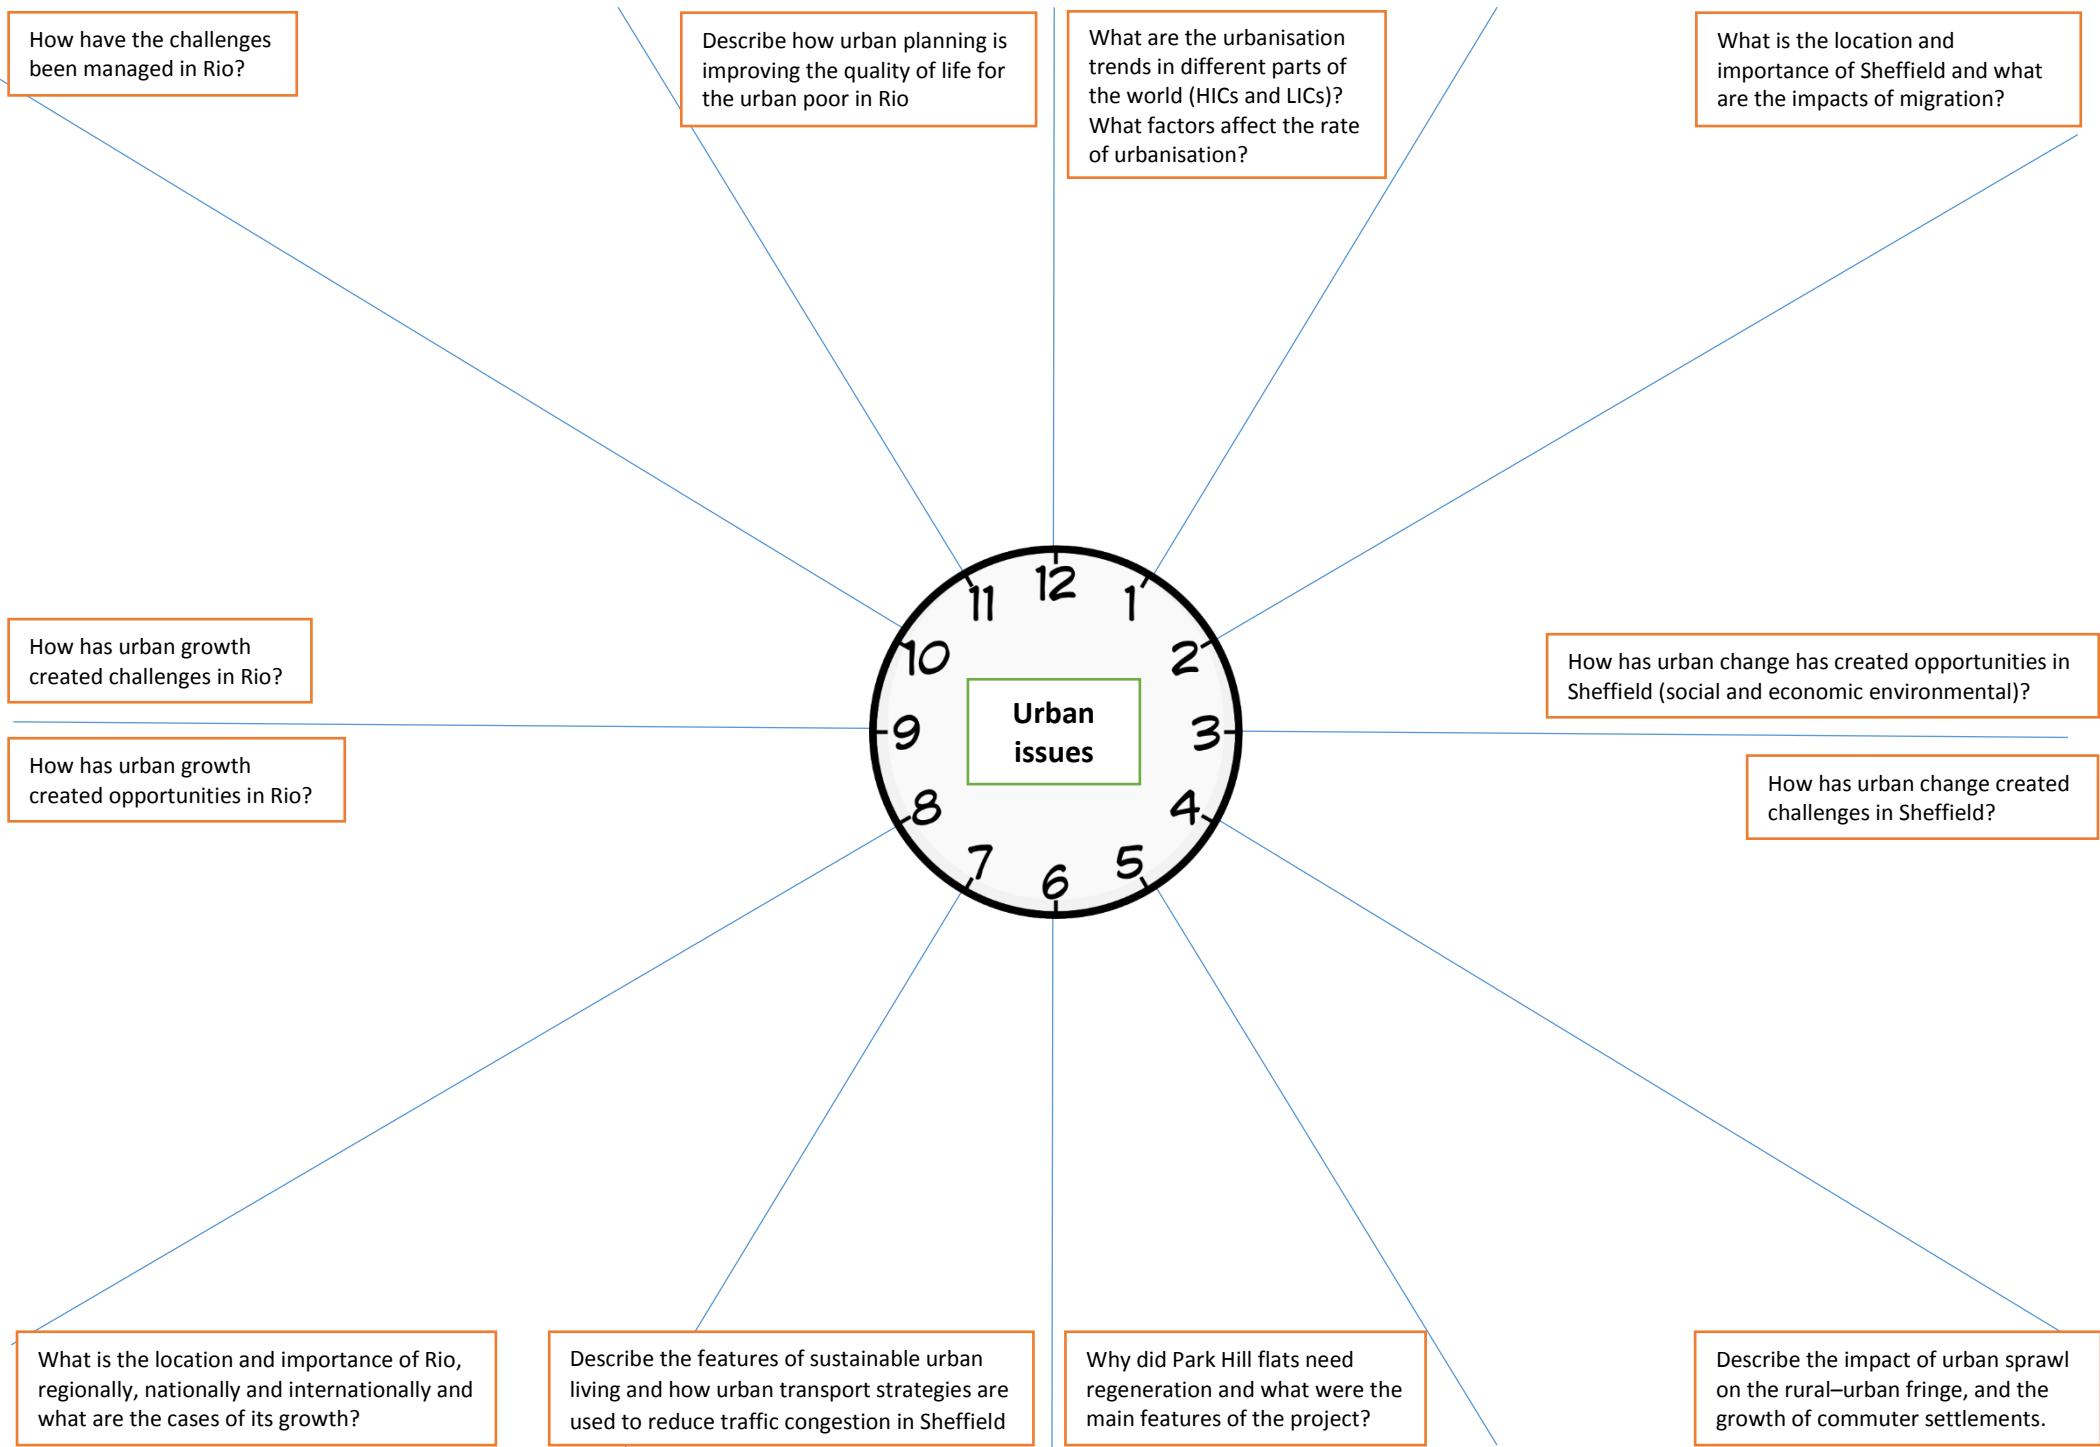 How have the challenges
been managed in Rio?
Describe how urban planning is
improving the quality of life for
the urban poor in Rio
What are the urbanisation
trends in different parts of
the world (HICs and LICs)?
What factors affect the rate
of urbanisation?
What is the location and
importance of Sheffield and what
are the impacts of migration?
How has urban growth
created challenges in Rio?
How has urban growth
created opportunities in Rio?
12
11
1
10
2
9
3
8
4
7
5
6
Urban
issues
How has urban change has created opportunities in
Sheffield (social and economic environmental)?
How has urban change created
challenges in Sheffield?
What is the location and importance of Rio,
regionally, nationally and internationally and
what are the cases of its growth?
Describe the features of sustainable urban
living and how urban transport strategies are
used to reduce traffic congestion in Sheffield
Why did Park Hill flats need
regeneration and what were the
main features of the project?
Describe the impact of urban sprawl
on the rural–urban fringe, and the
growth of commuter settlements.